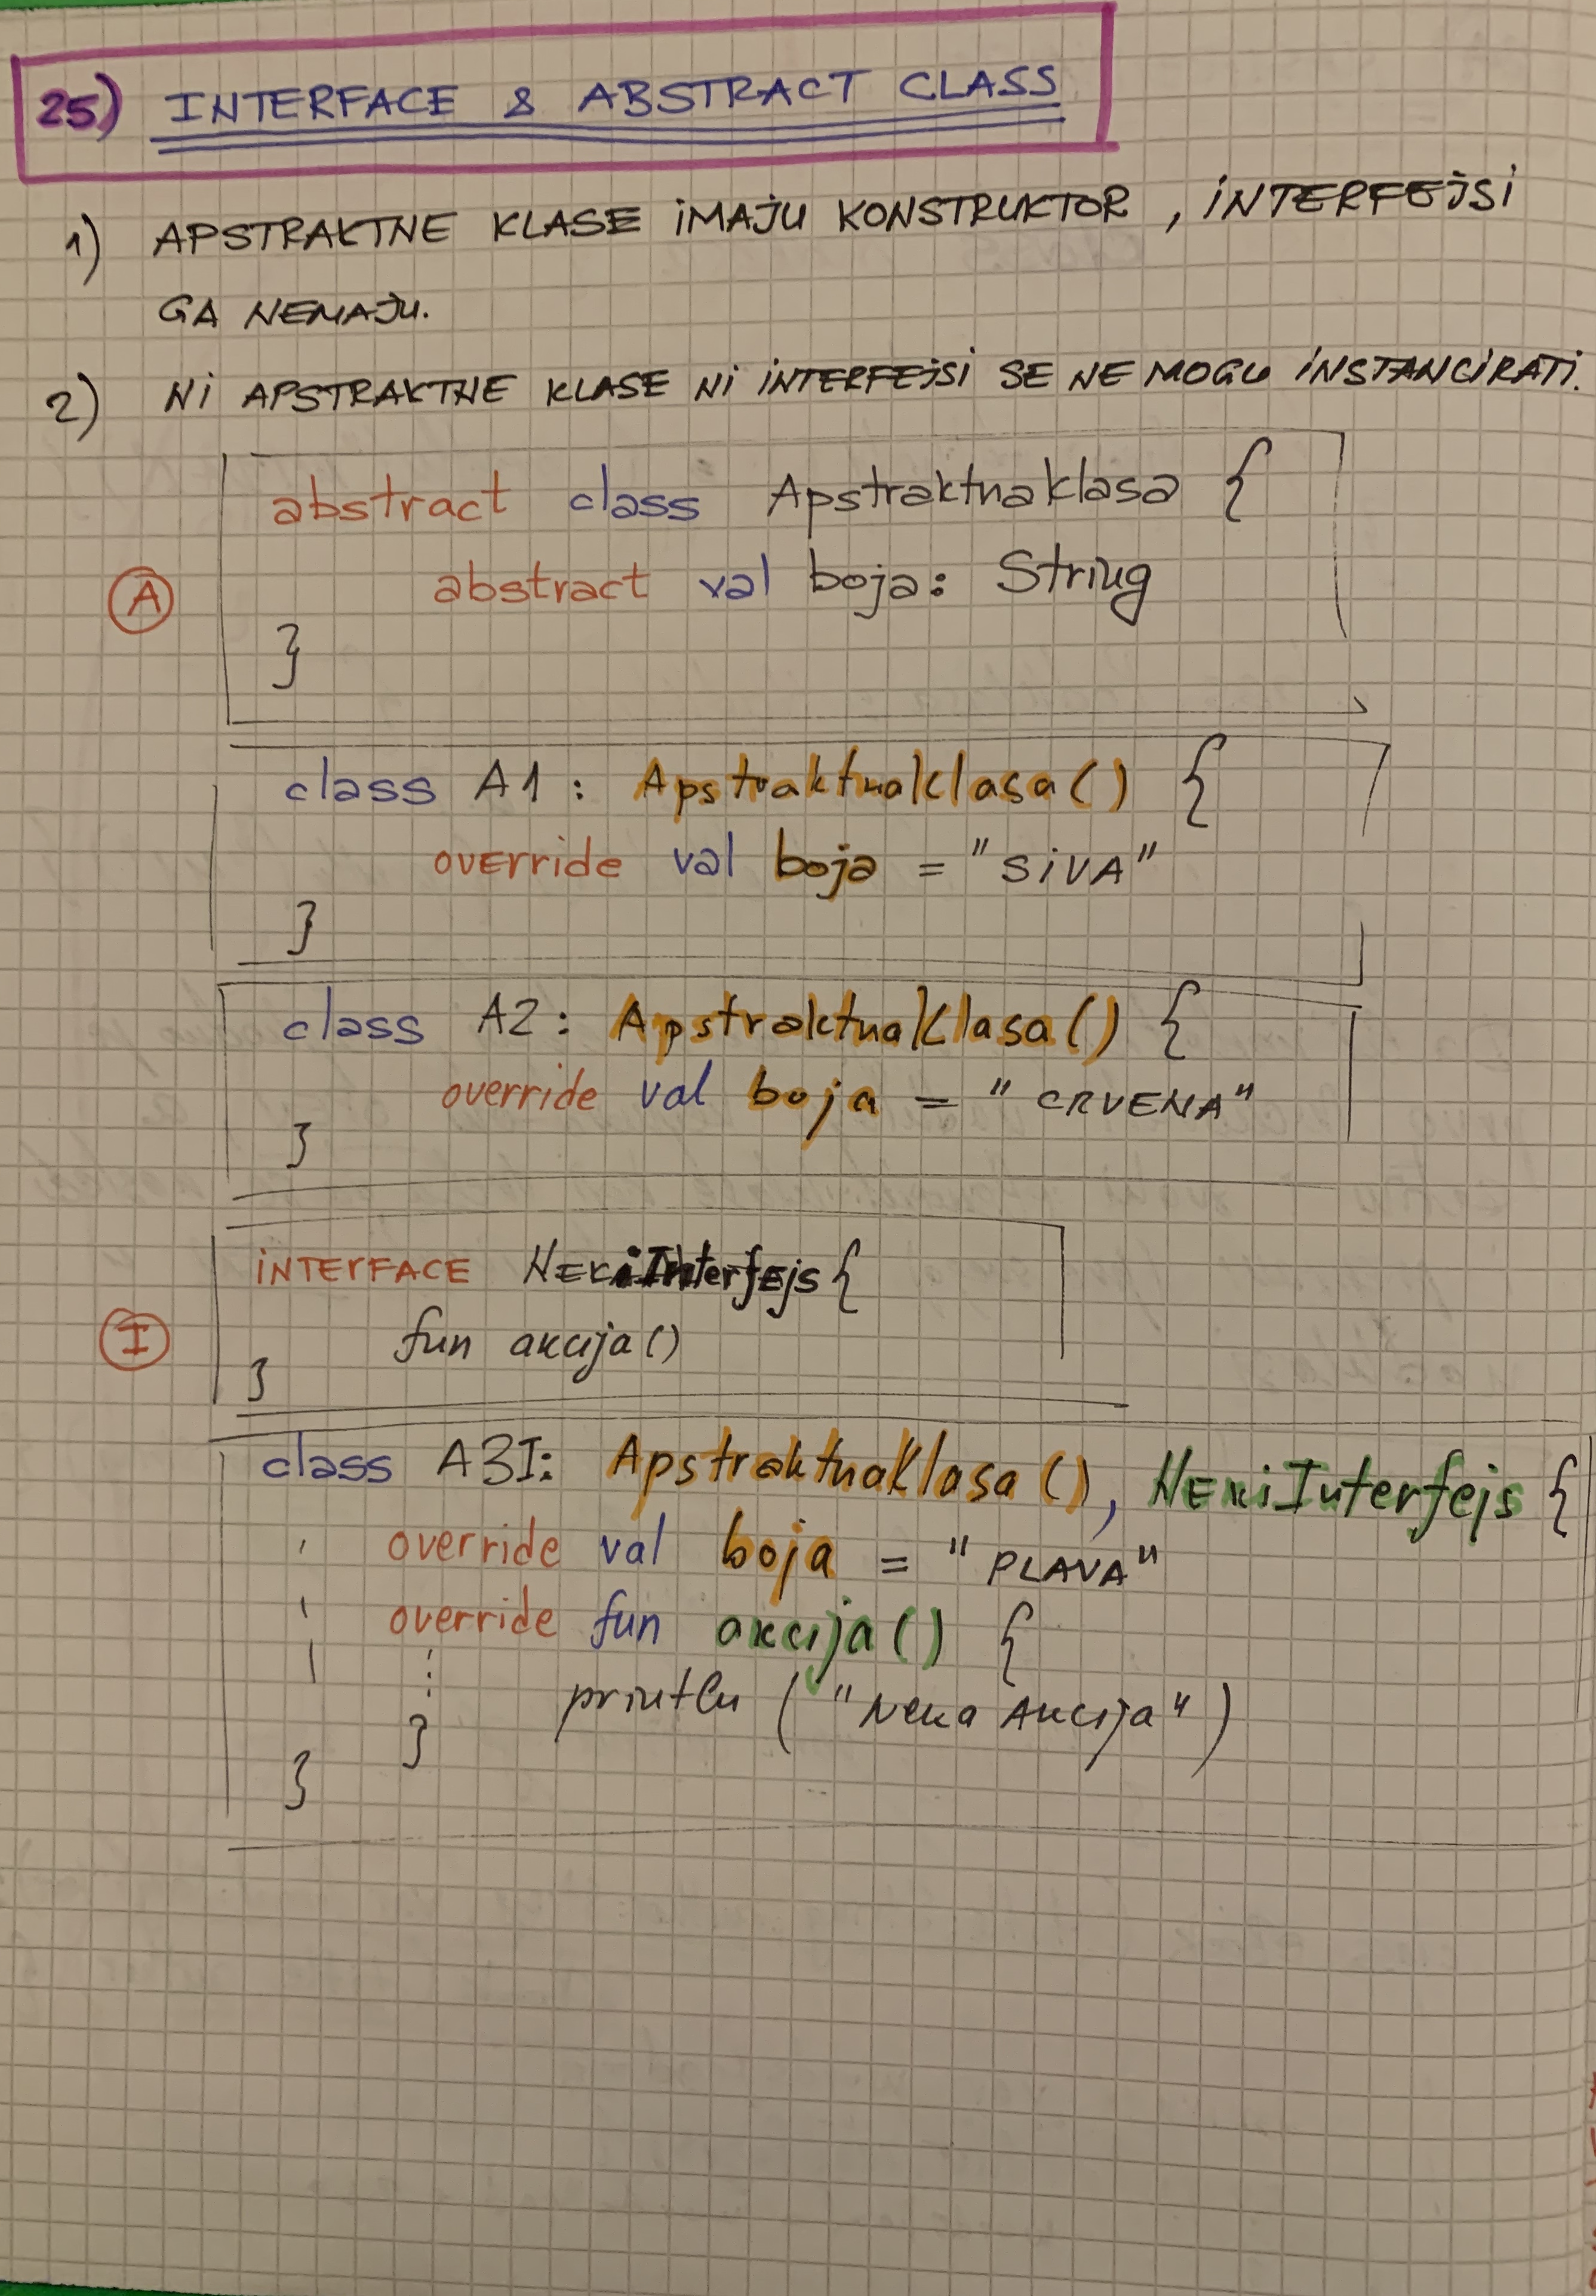 25) INTERFACE & ABSTRACT CLASS
1) APSTRAKTNE KLASE IMAJU KONSTRUKTOR, INTERFEJSI
GA NEMAJU.
2) NI APSTRAKTNE KLASE NI INTERFEJSI SE NE MOGU INSTANCIRATI.
abstract class ApstraktnaKlasa {
A
abstract val boja: String
}
class A1 : ApstraktnaKlasa() {
override val boja = "SIVA"
}
class A2 : ApstraktnaKlasa() {
override val boja = "CRVENA"
}
INTERFACE NEKiInterfejs {
I
fun akcija()
}
class A3I: ApstraktnaKlasa(), NEKiInterfejs {
override val boja = "PLAVA"
override fun akcija() {
println ("Neka Akcija")
}
}